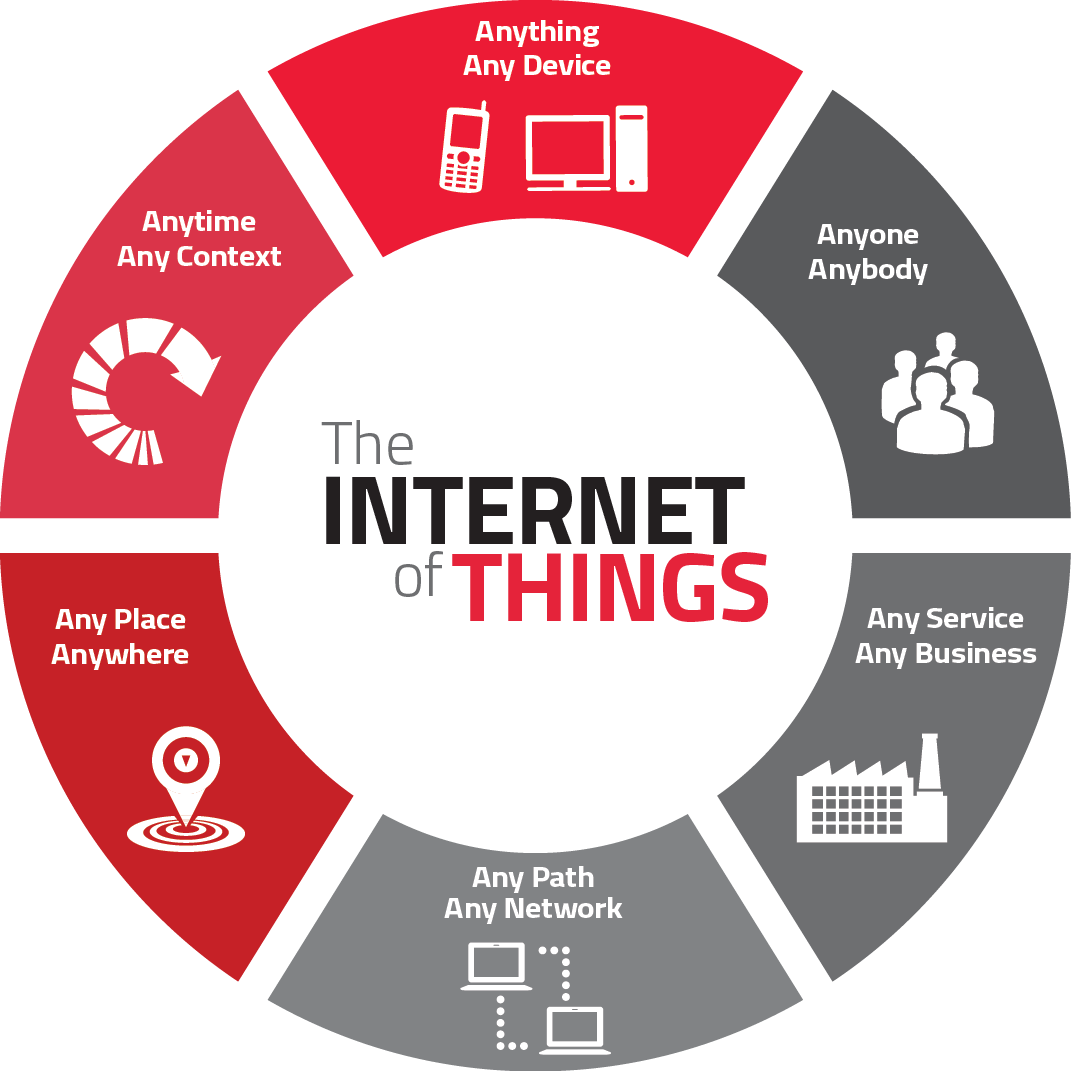 Anything
Any Device
Anytime
Any Context
Anyone
Anybody
The
INTERNET
of THINGS
Any Place
Anywhere
Any Service
Any Business
Any Path
Any Network